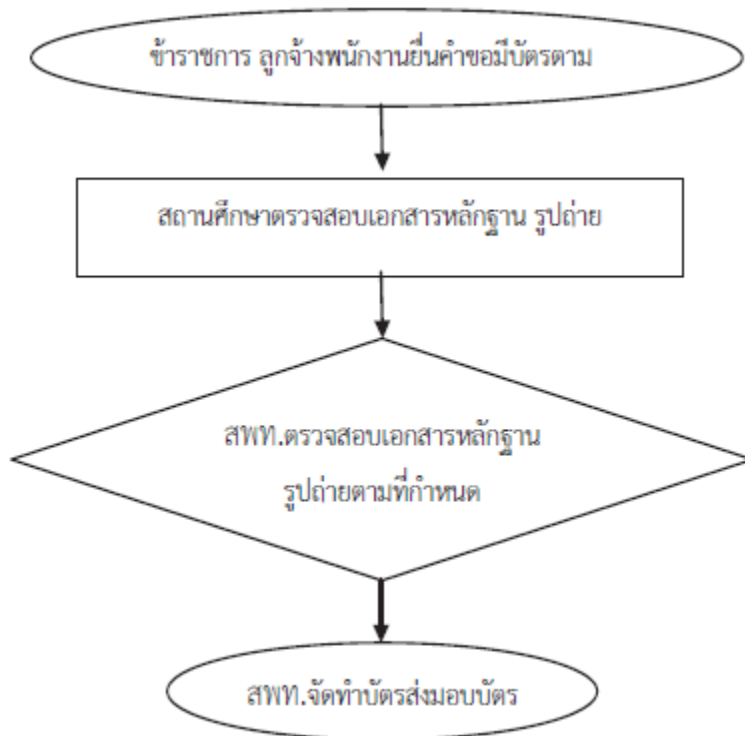 ข้าราชการ ลูกจ้างพนักงานยื่นคำขอมีบัตรตาม
สถานศึกษาตรวจสอบเอกสารหลักฐาน รูปถ่าย
สพท.ตรวจสอบเอกสารหลักฐาน
รูปถ่ายตามที่กำหนด
สพท.จัดทำบัตรส่งมอบบัตร